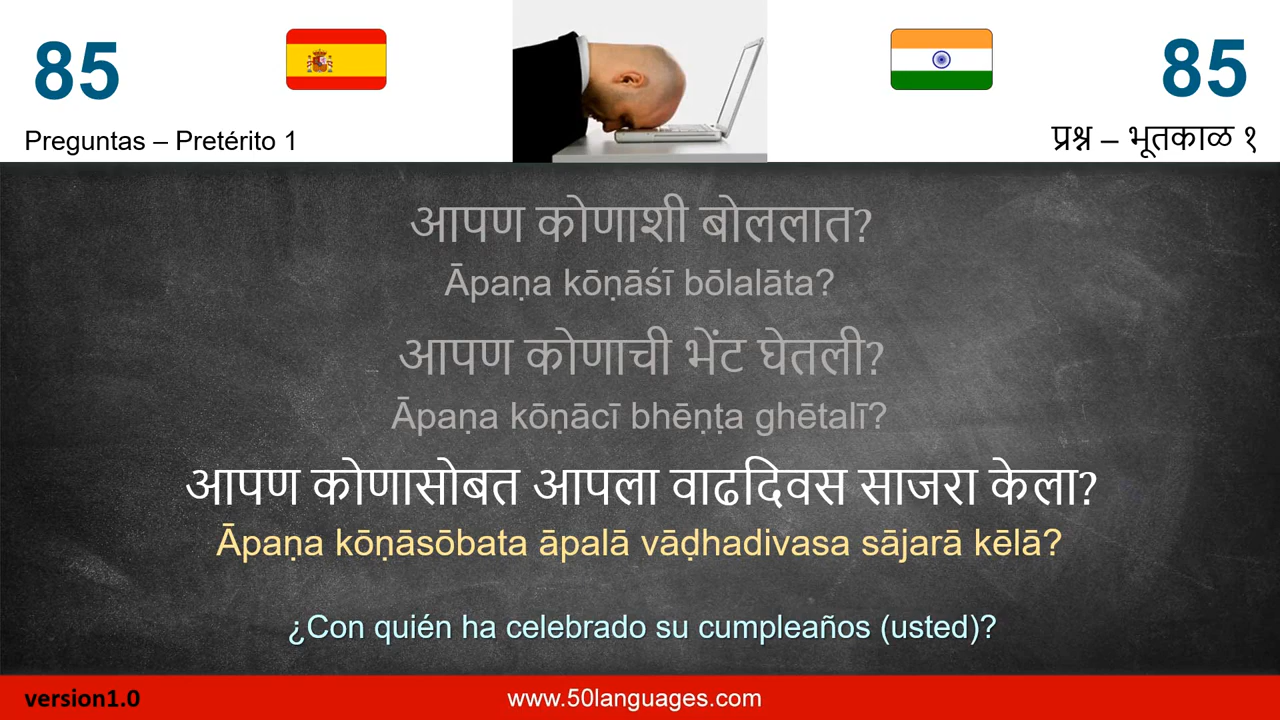 85
85
Preguntas – Pretérito 1
प्रश्न – भूतकाळ १
आपण कोणाशी बोललात?
Āpaṇa kōṇāśī bōlalāta?
आपण कोणाची भेंट घेतली?
Āpaṇa kōṇācī bhēṇṭa ghētalī?
आपण कोणासोबत आपला वाढदिवस साजरा केला?
Āpaṇa kōṇāsōbata āpalā vāḍhadivasa sājarā kēlā?
¿Con quién ha celebrado su cumpleaños (usted)?
version1.0
www.50languages.com